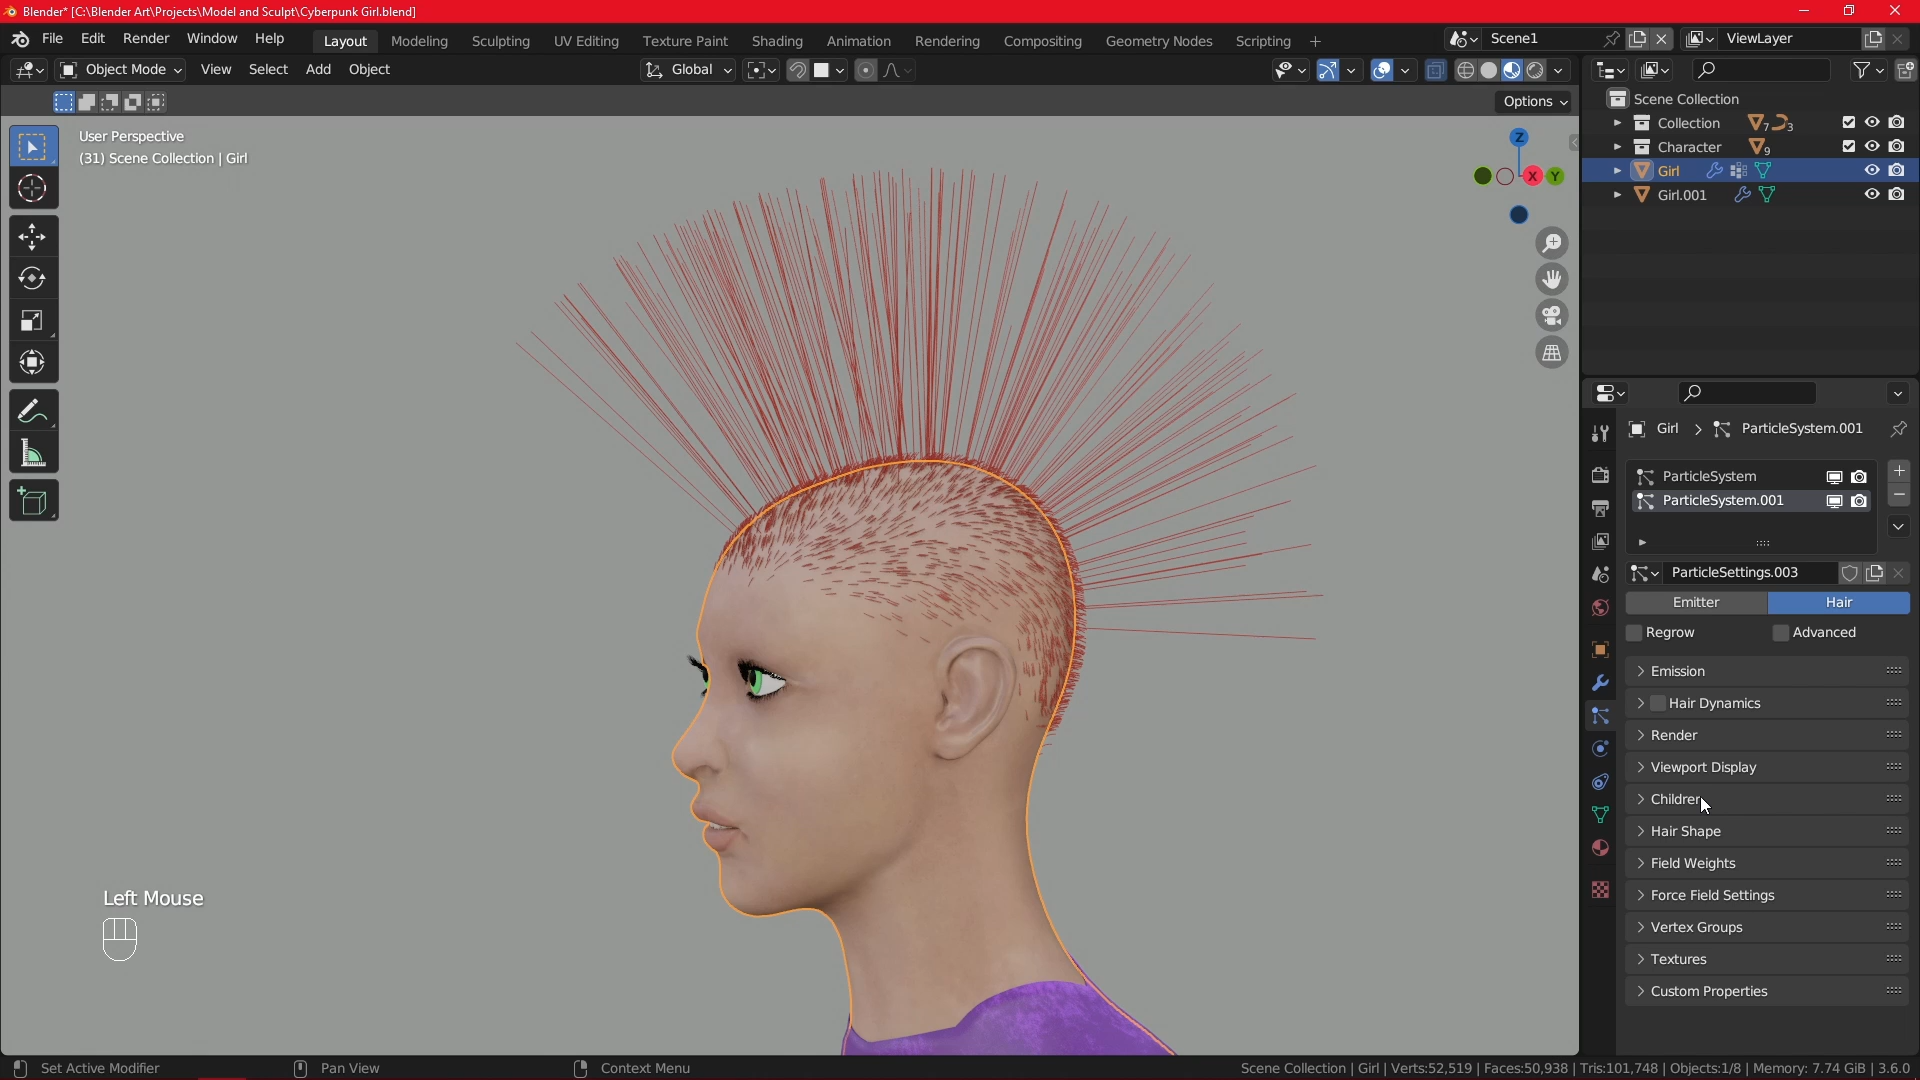 Blender* [C:\Blender Art\Projects\Model and Sculpt\Cyberpunk Girl.blend]
File Edit Render Window Help Layout Modeling Sculpting UV Editing Texture Paint Shading Animation Rendering Compositing Geometry Nodes Scripting + Scene1 ViewLayer
Object Mode View Select Add Object Global
Options
User Perspective
(31) Scene Collection | Girl
Z
X
Y
Left Mouse
Scene Collection
Collection 7 3
Character 9
Girl
Girl.001
Girl > ParticleSystem.001
ParticleSystem
ParticleSystem.001
ParticleSettings.003
Emitter Hair
Regrow Advanced
Emission
Hair Dynamics
Render
Viewport Display
Children
Hair Shape
Field Weights
Force Field Settings
Vertex Groups
Textures
Custom Properties
Set Active Modifier Pan View Context Menu Scene Collection | Girl | Verts:52,519 | Faces:50,938 | Tris:101,748 | Objects:1/8 | Memory: 7.74 GiB | 3.6.0